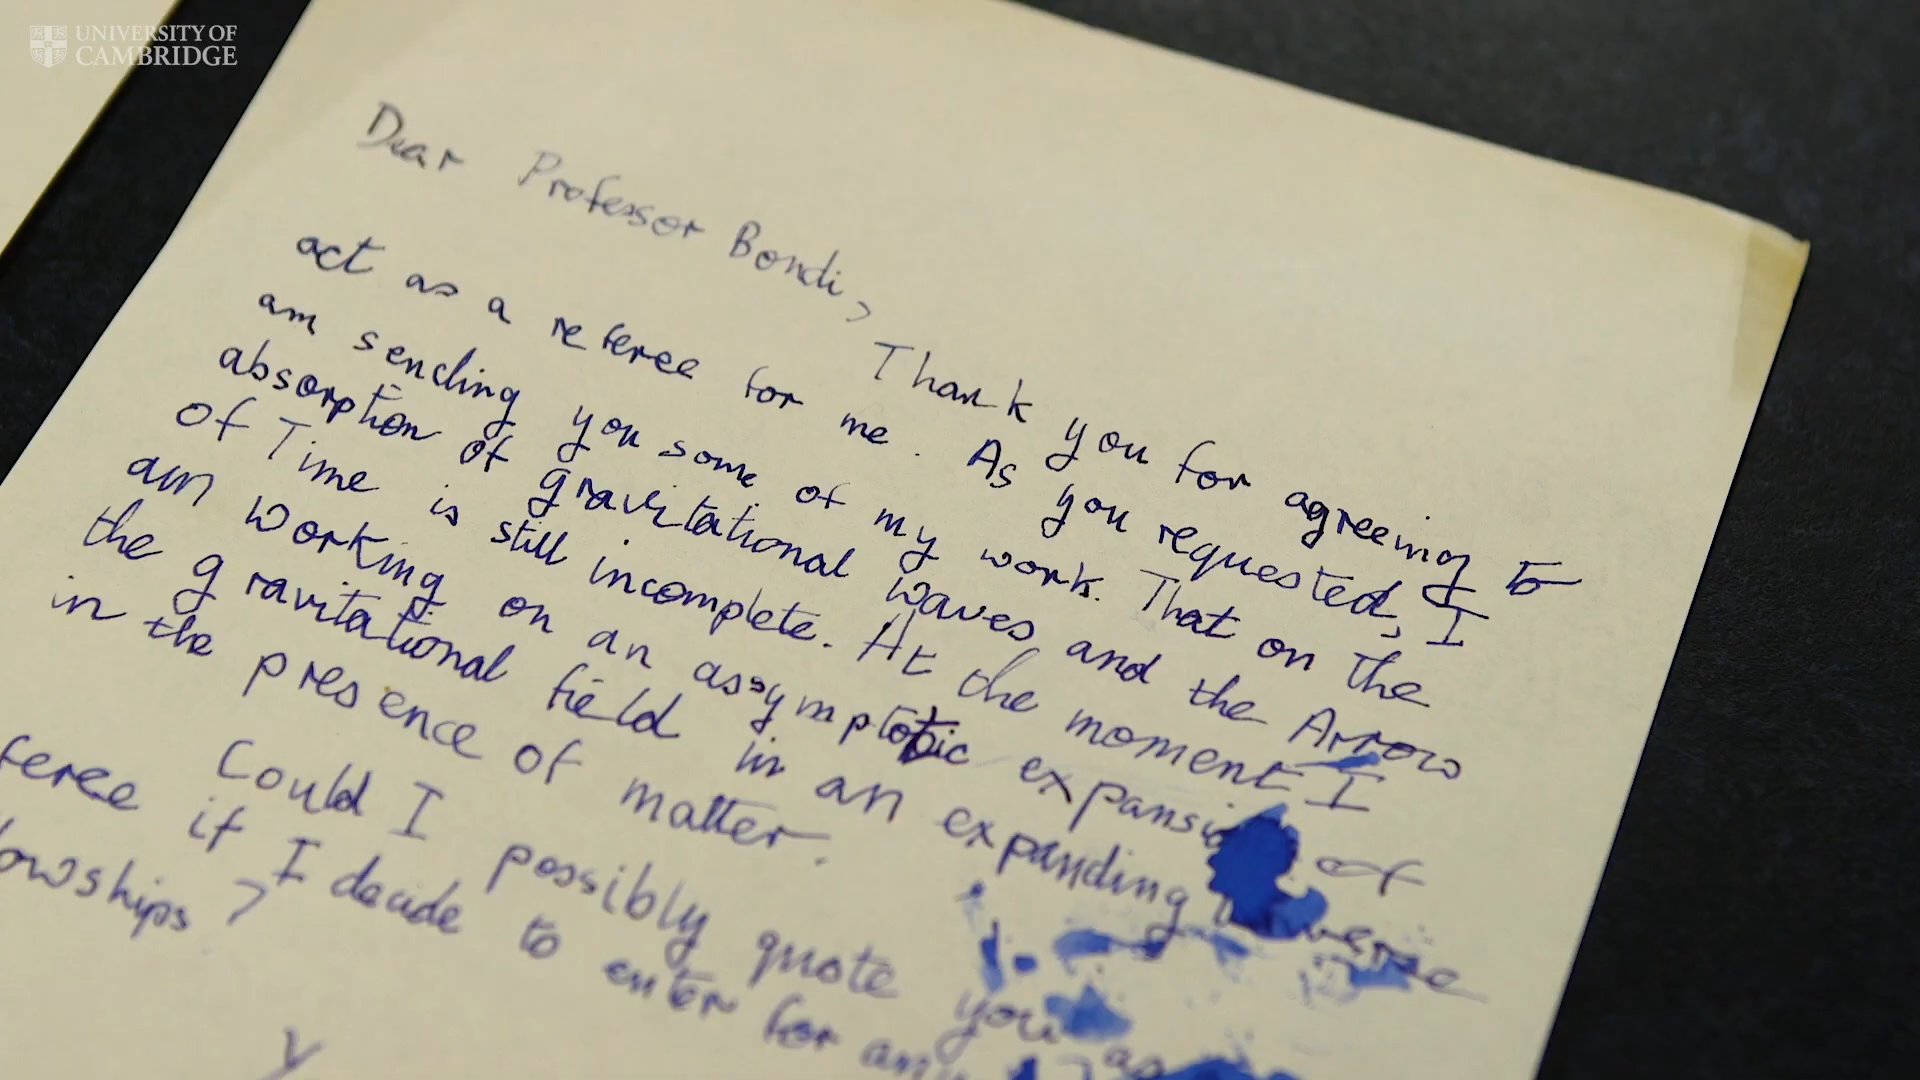 UNIVERSITY OF
CAMBRIDGE
Dear Professor Bondi,
Thank you for agreeing to
act as a referee for me. As you requested, I
am sending you some of my work. That on the
absorption of gravitational waves and the Arrow
of Time is still incomplete. At the moment I
am working on an assymptotic expansion of
the gravitational field in an expanding
in the presence of matter.
Could I possibly quote you as
if I decide to enter for any